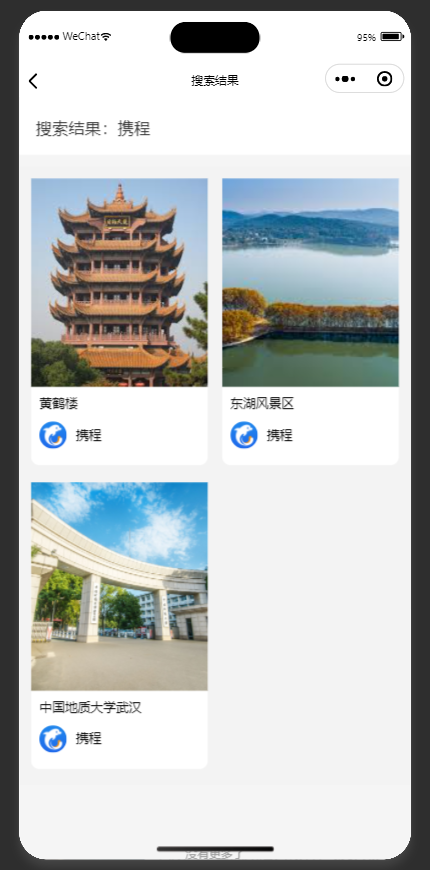 WeChat
95%
搜索结果
搜索结果：携程
黄鹤楼
携程
东湖风景区
携程
中国地质大学武汉
携程
没有更多了